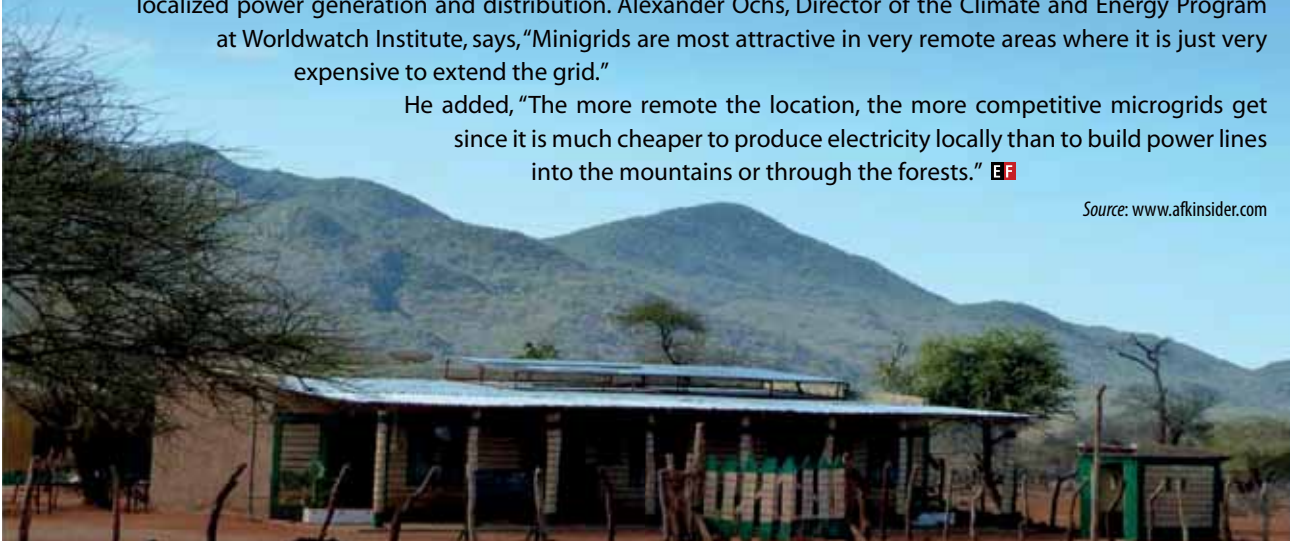 localized power generation and distribution. Alexander Ochs, Director of the Climate and Energy Program
at Worldwatch Institute, says, “Minigrids are most attractive in very remote areas where it is just very
expensive to extend the grid.”
He added, “The more remote the location, the more competitive microgrids get
since it is much cheaper to produce electricity locally than to build power lines
into the mountains or through the forests.” EF
Source: www.afkinsider.com